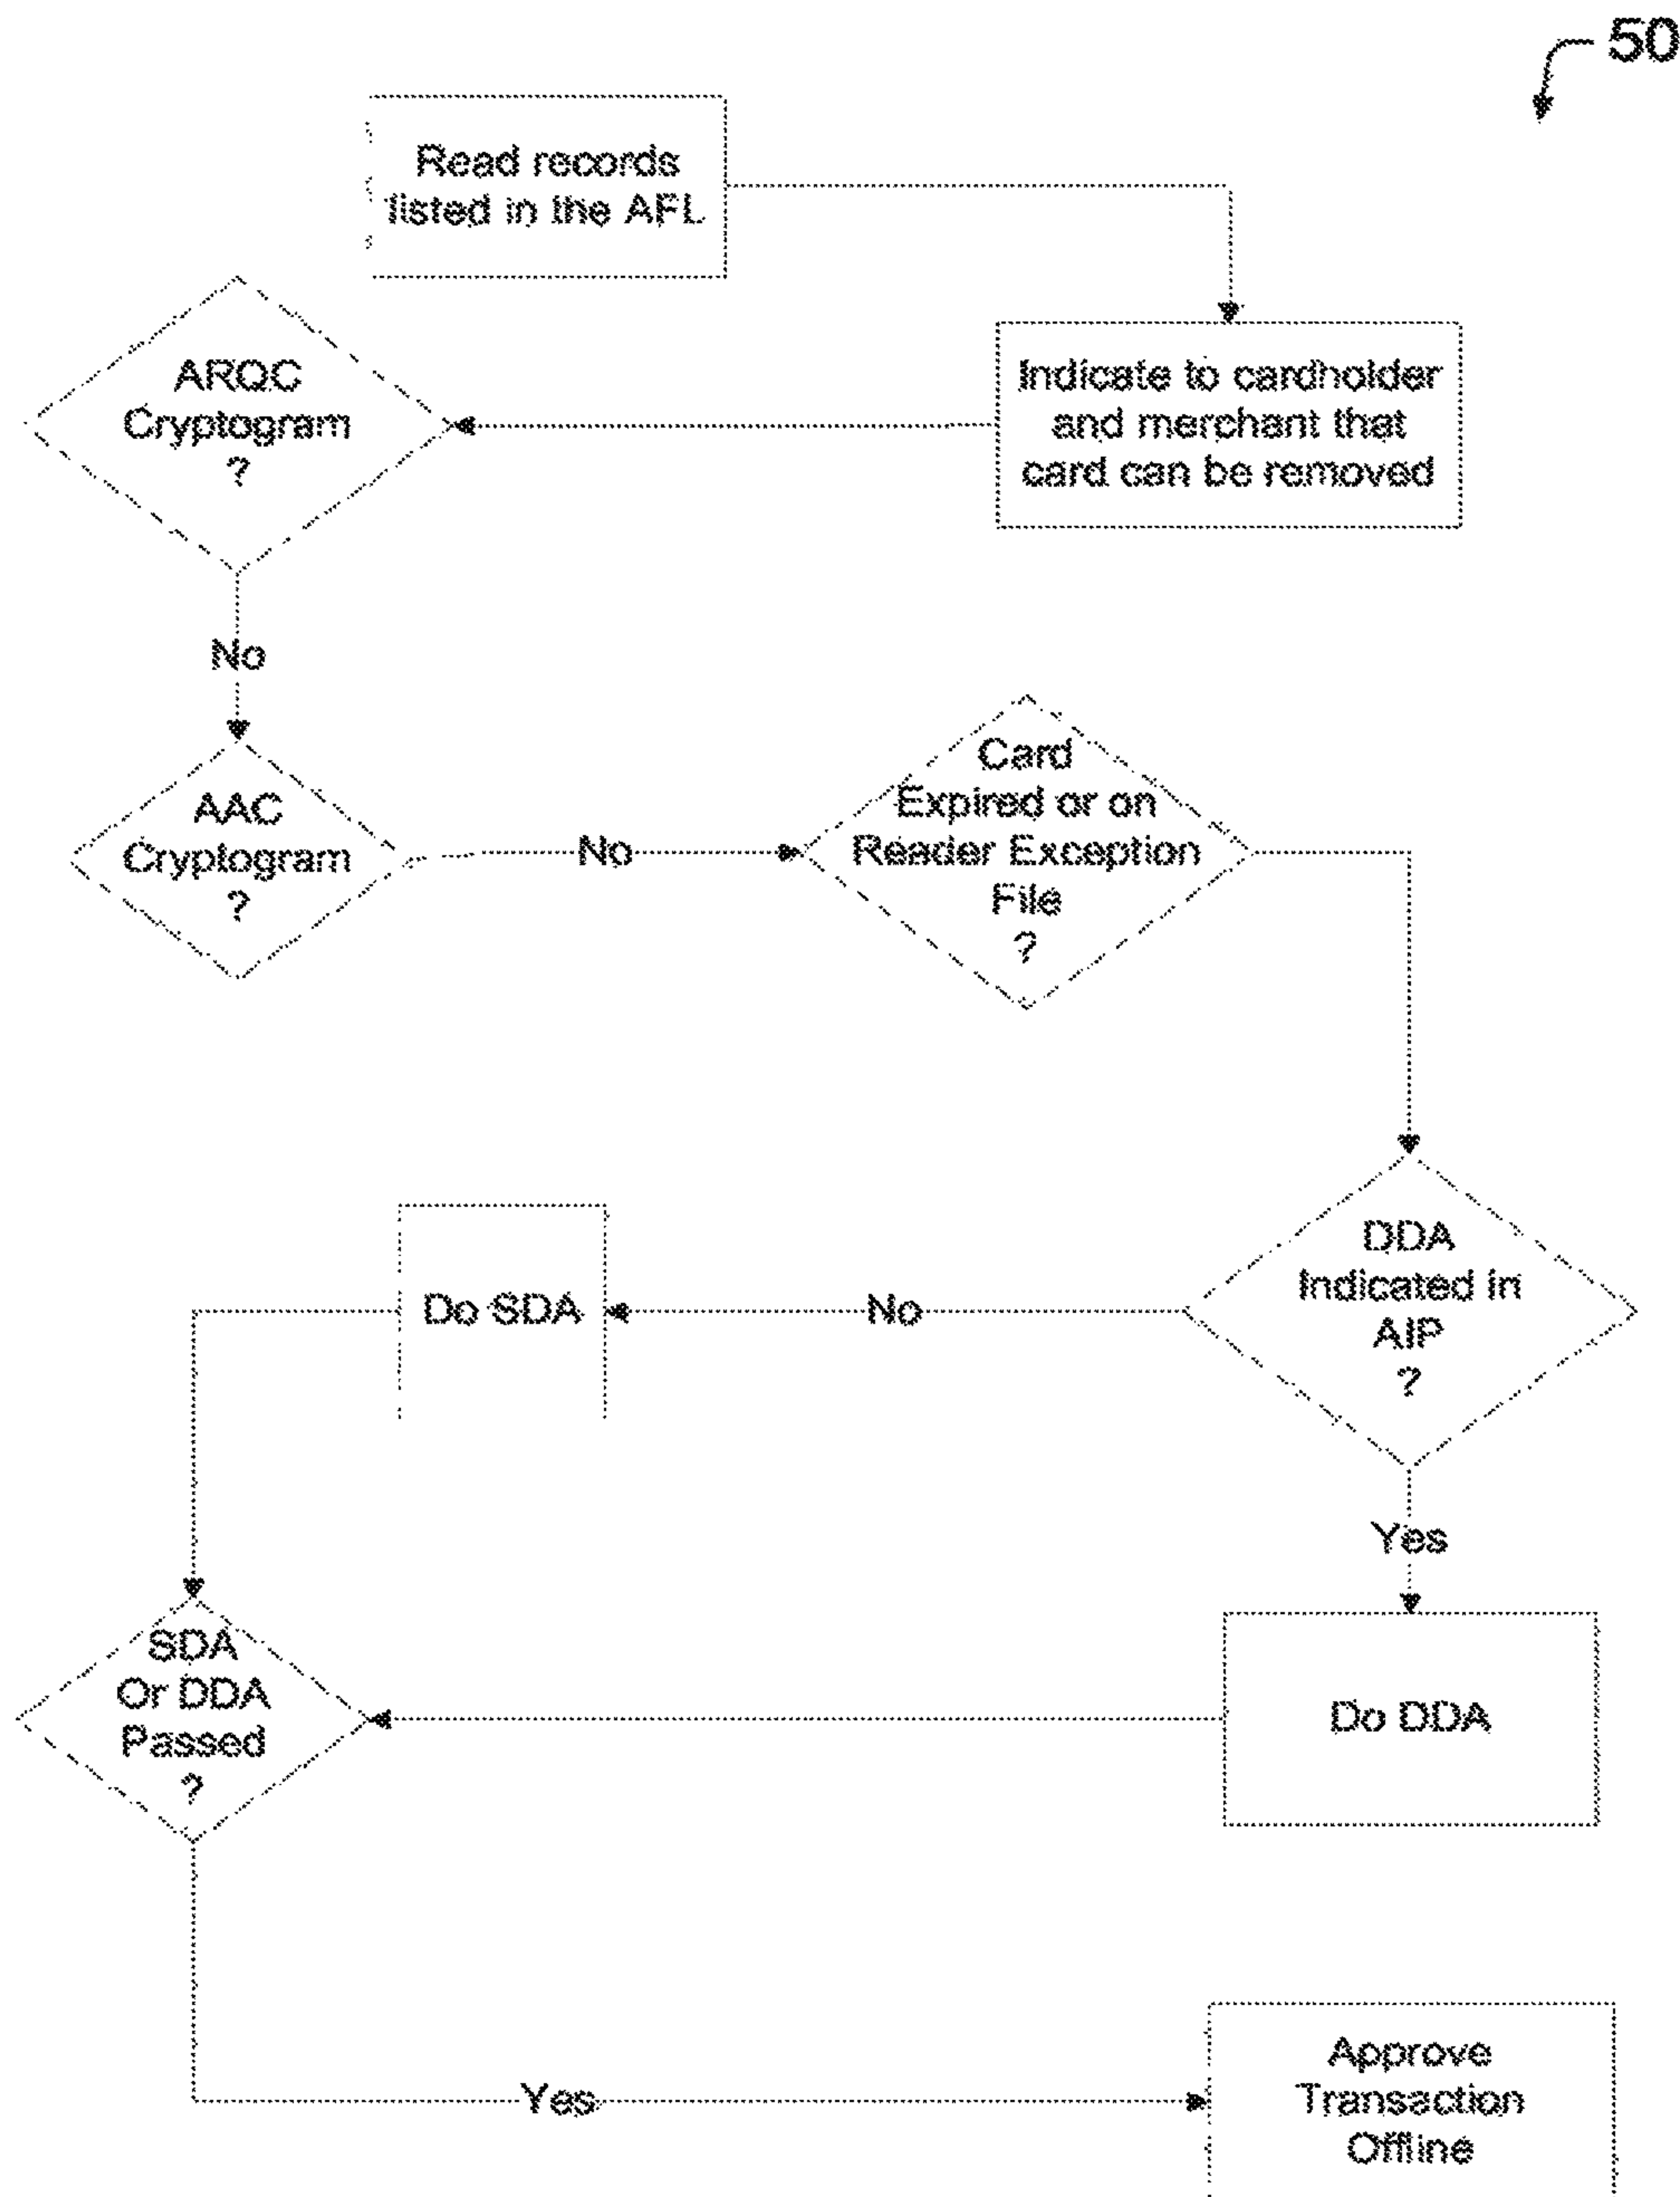 50
Read records
listed in the AFL
Indicate to cardholder
and merchant that
card can be removed
ARQC
Cryptogram
?
No
AAC
Cryptogram
?
No
Card
Expired or on
Reader Exception
File
?
DDA
Indicated in
AIP
?
No
Do SDA
Yes
Do DDA
SDA
Or DDA
Passed
?
Yes
Approve
Transaction
Offline